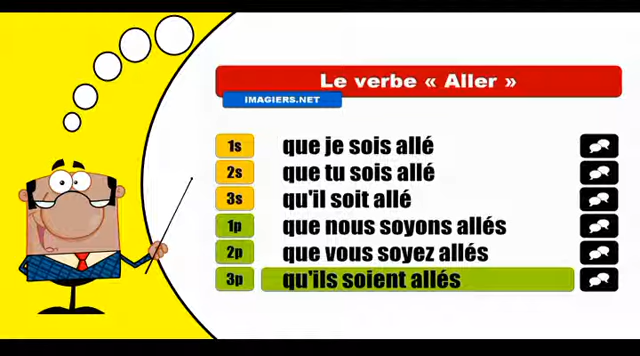 Le verbe « Aller »
IMAGIERS.NET
1s que je sois allé
2s que tu sois allé
3s qu'il soit allé
1p que nous soyons allés
2p que vous soyez allés
3p qu'ils soient allés